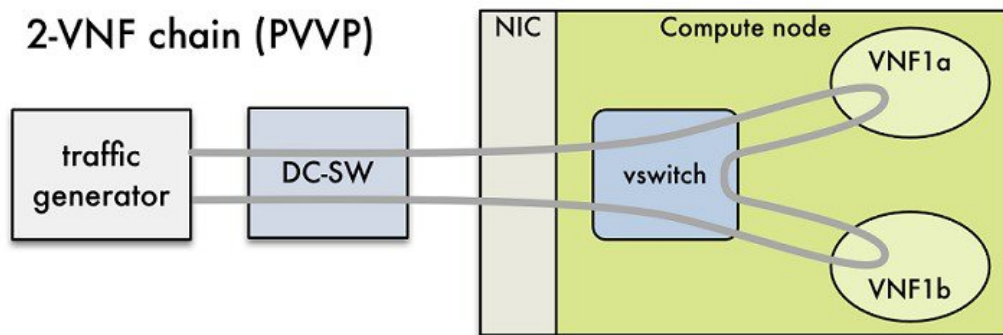 2-VNF chain (PVVP)
NIC
Compute node
VNF1a
traffic
generator
DC-SW
vswitch
VNF1b